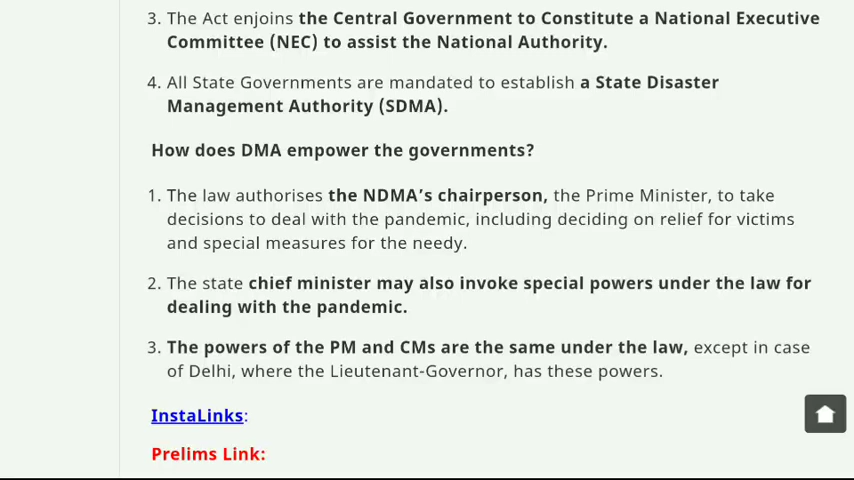 3. The Act enjoins the Central Government to Constitute a National Executive
Committee (NEC) to assist the National Authority.
4. All State Governments are mandated to establish a State Disaster
Management Authority (SDMA).
How does DMA empower the governments?
1. The law authorises the NDMA’s chairperson, the Prime Minister, to take
decisions to deal with the pandemic, including deciding on relief for victims
and special measures for the needy.
2. The state chief minister may also invoke special powers under the law for
dealing with the pandemic.
3. The powers of the PM and CMs are the same under the law, except in case
of Delhi, where the Lieutenant-Governor, has these powers.
InstaLinks:
Prelims Link: